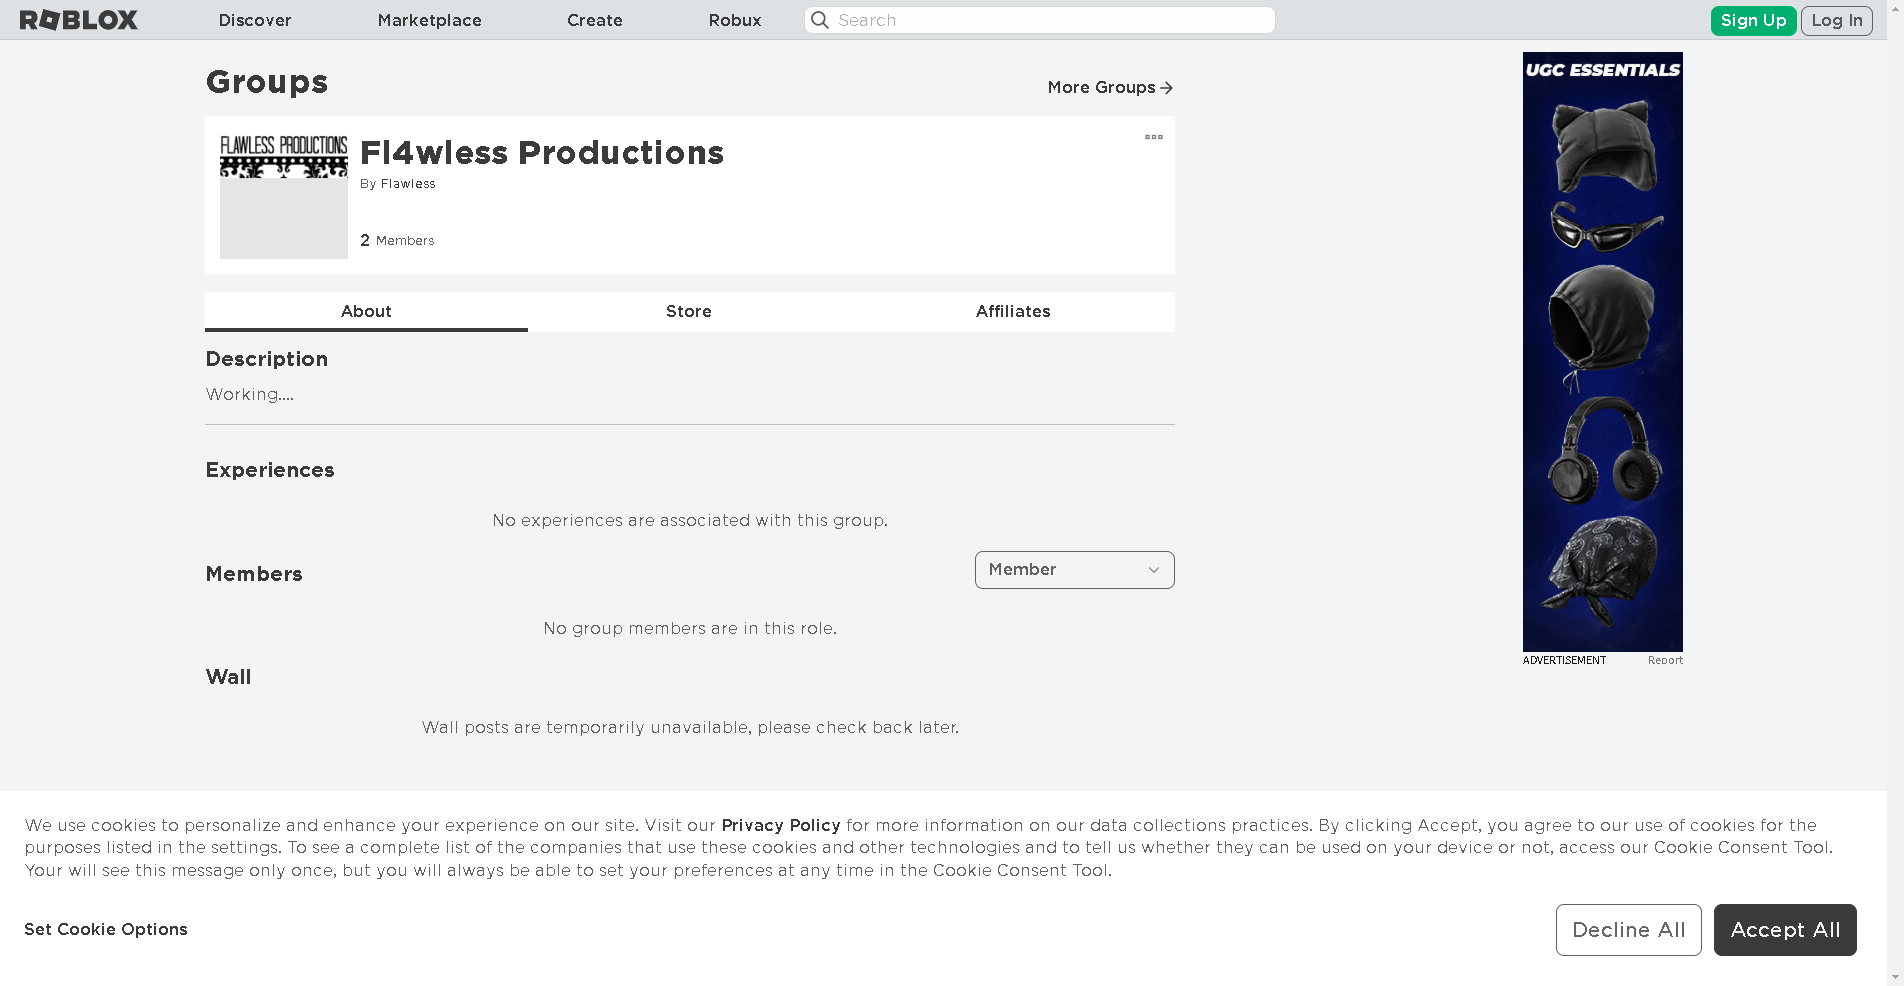 ROBLOX
Discover
Marketplace
Create
Robux
Search
Sign Up
Log In
Groups
More Groups
FLAWLESS PRODUCTIONS
Fl4wless Productions
By Flawless
2 Members
About
Store
Affiliates
Description
Working....
Experiences
No experiences are associated with this group.
Members
Member
No group members are in this role.
Wall
Wall posts are temporarily unavailable, please check back later.
UGC ESSENTIALS
ADVERTISEMENT
Report
We use cookies to personalize and enhance your experience on our site. Visit our Privacy Policy for more information on our data collections practices. By clicking Accept, you agree to our use of cookies for the
purposes listed in the settings. To see a complete list of the companies that use these cookies and other technologies and to tell us whether they can be used on your device or not, access our Cookie Consent Tool.
Your will see this message only once, but you will always be able to set your preferences at any time in the Cookie Consent Tool.
Set Cookie Options
Decline All
Accept All